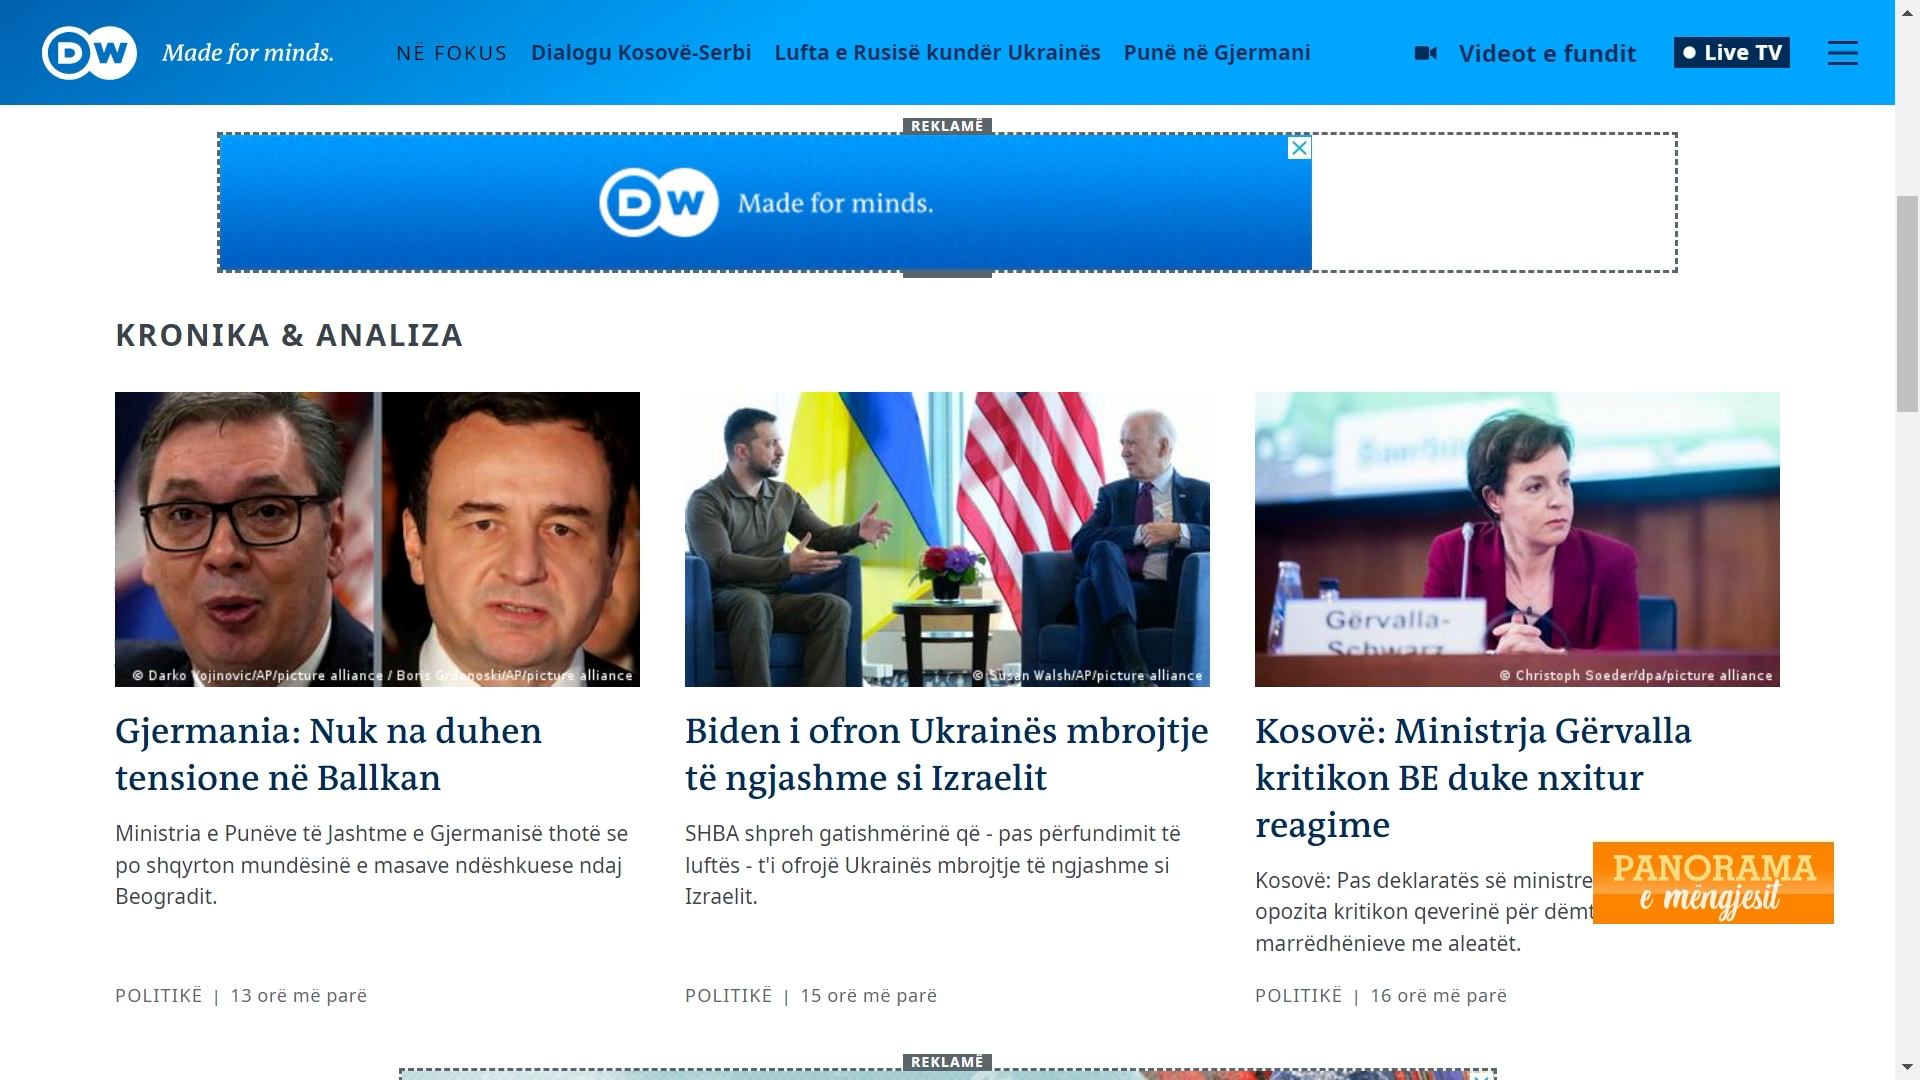 DW Made for minds.
NË FOKUS Dialogu Kosovë-Serbi Lufta e Rusisë kundër Ukrainës Punë në Gjermani Videot e fundit Live TV
REKLAMË
DW Made for minds.
KRONIKA & ANALIZA
© Darko Vojinovic/AP/picture alliance / Boris Grdanoski/AP/picture alliance
© Susan Walsh/AP/picture alliance
Gërvalla-
Schwarz
© Christoph Soeder/dpa/picture alliance
Gjermania: Nuk na duhen
tensione në Ballkan
Ministria e Punëve të Jashtme e Gjermanisë thotë se
po shqyrton mundësinë e masave ndëshkuese ndaj
Beogradit.
POLITIKË | 13 orë më parë
Biden i ofron Ukrainës mbrojtje
të ngjashme si Izraelit
SHBA shpreh gatishmërinë që - pas përfundimit të
luftës - t'i ofrojë Ukrainës mbrojtje të ngjashme si
Izraelit.
POLITIKË | 15 orë më parë
Kosovë: Ministrja Gërvalla
kritikon BE duke nxitur
reagime
Kosovë: Pas deklaratës së ministre
opozita kritikon qeverinë për dëmt
marrëdhënieve me aleatët.
POLITIKË | 16 orë më parë
PANORAMA
e mëngjesit
REKLAMË